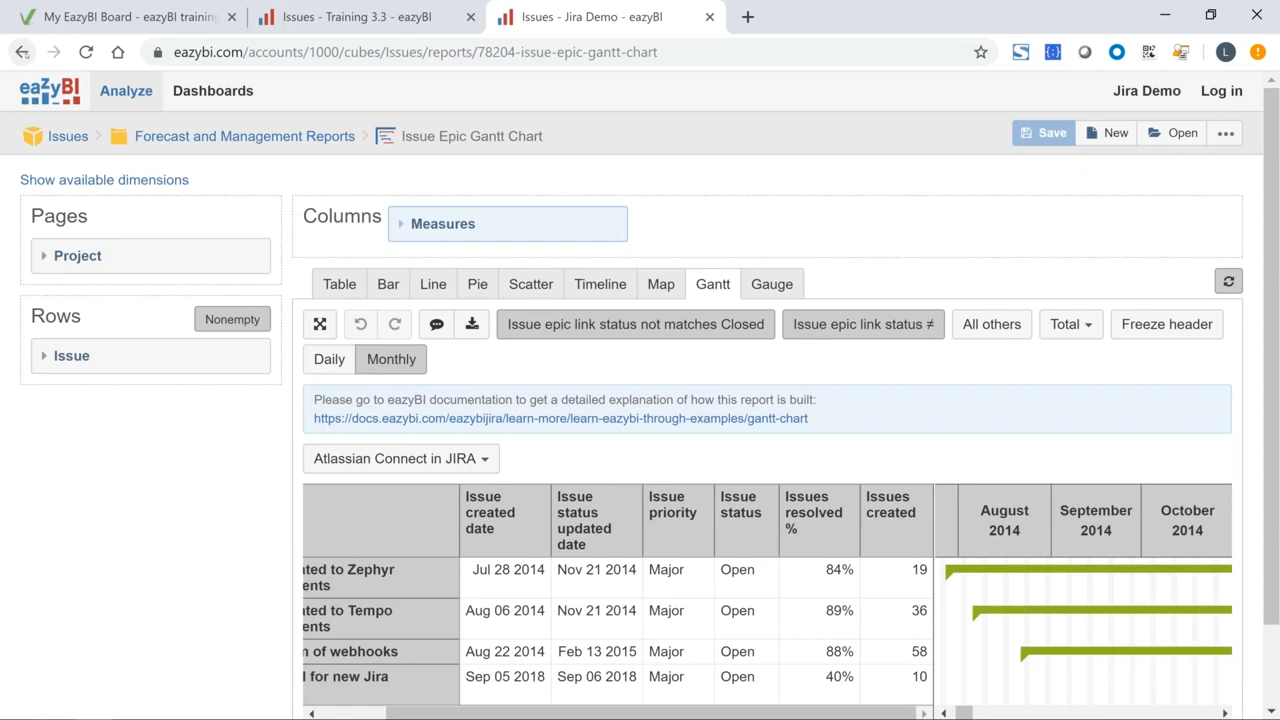 My EazyBI Board - eazyBI training
Issues - Training 3.3 - eazyBI
Issues - Jira Demo - eazyBI
eazybi.com/accounts/1000/cubes/Issues/reports/78204-issue-epic-gantt-chart
L
eaZyBI
Analyze
Dashboards
Jira Demo
Log in
Issues
Forecast and Management Reports
Issue Epic Gantt Chart
Save
New
Open
Show available dimensions
Pages
Project
Rows
Nonempty
Issue
Columns
Measures
Table
Bar
Line
Pie
Scatter
Timeline
Map
Gantt
Gauge
Issue epic link status not matches Closed
Issue epic link status ≠
All others
Total
Freeze header
Daily
Monthly
Please go to eazyBI documentation to get a detailed explanation of how this report is built:
https://docs.eazybi.com/eazybijira/learn-more/learn-eazybi-through-examples/gantt-chart
Atlassian Connect in JIRA
Issue created date
Issue status updated date
Issue priority
Issue status
Issues resolved %
Issues created
August 2014
September 2014
October 2014
ated to Zephyr
ents
Jul 28 2014 Nov 21 2014 Major Open 84% 19
ated to Tempo
ents
Aug 06 2014 Nov 21 2014 Major Open 89% 36
n of webhooks Aug 22 2014 Feb 13 2015 Major Open 88% 58
l for new Jira Sep 05 2018 Sep 06 2018 Major Open 40% 10